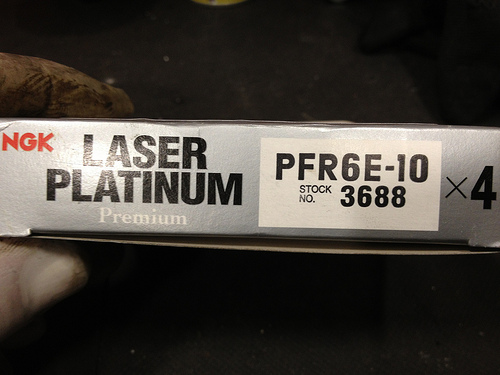 NGK
LASER
PLATINUM
Premium
PFR6E-10
STOCK
NO. 3688
×4